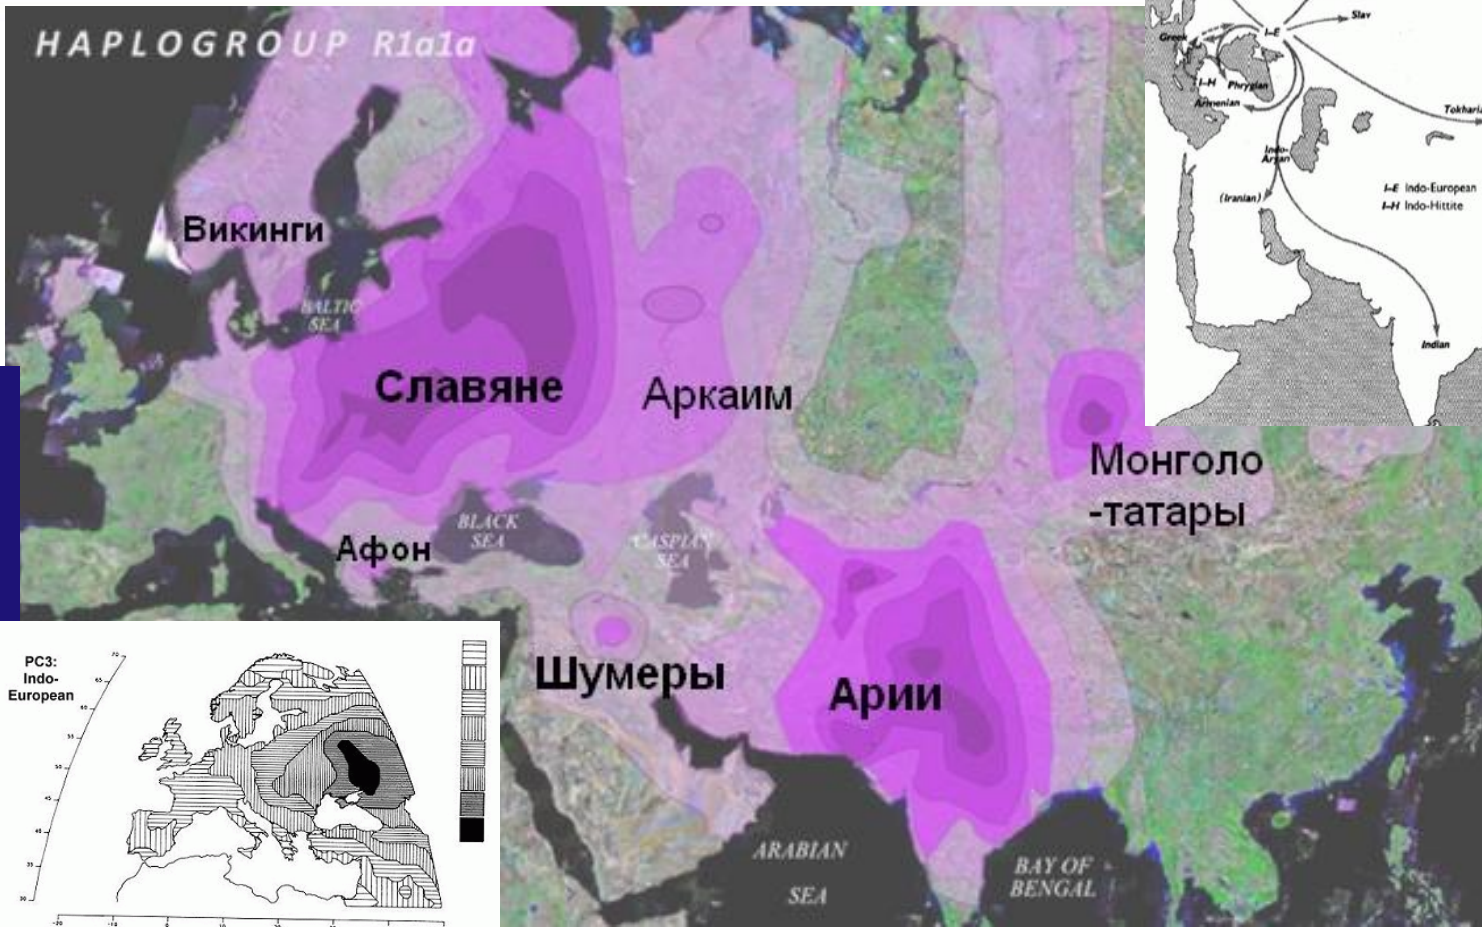 HAPLOGROUP R1a1a
Slav
I-E
Greek
I-H
Phrygian
Armenian
Tokharia
Indo-
Aryan
I-E Indo-European
I-H Indo-Hittite
(Iranian)
Indian
Викинги
BALTIC
SEA
Славяне
Аркаим
Монголо
-татары
BLACK
SEA
CASPIAN
SEA
Афон
Шумеры
Арии
ARABIAN
SEA
BAY OF
BENGAL
PC3:
Indo-
European